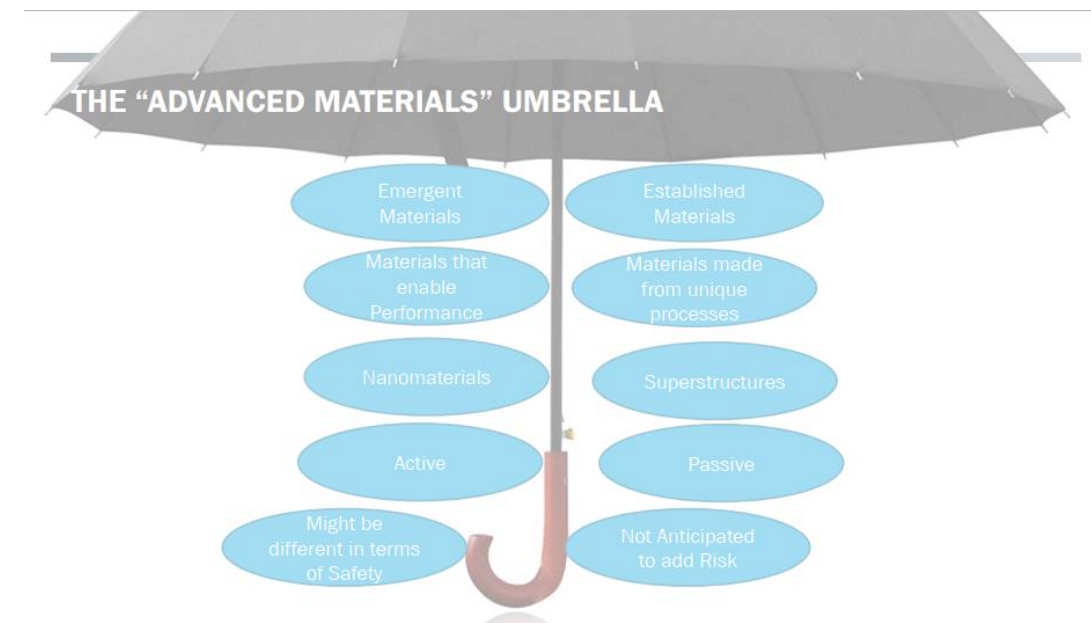 THE “ADVANCED MATERIALS” UMBRELLA
Emergent
Materials
Established
Materials
Materials that
enable
Performance
Materials made
from unique
processes
Nanomaterials
Superstructures
Active
Passive
Might be
different in terms
of Safety
Not Anticipated
to add Risk